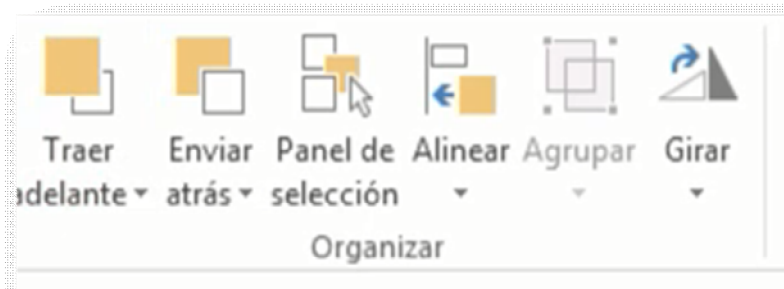 Traer Enviar Panel de Alinear Agrupar Girar
adelante atrás selección
Organizar